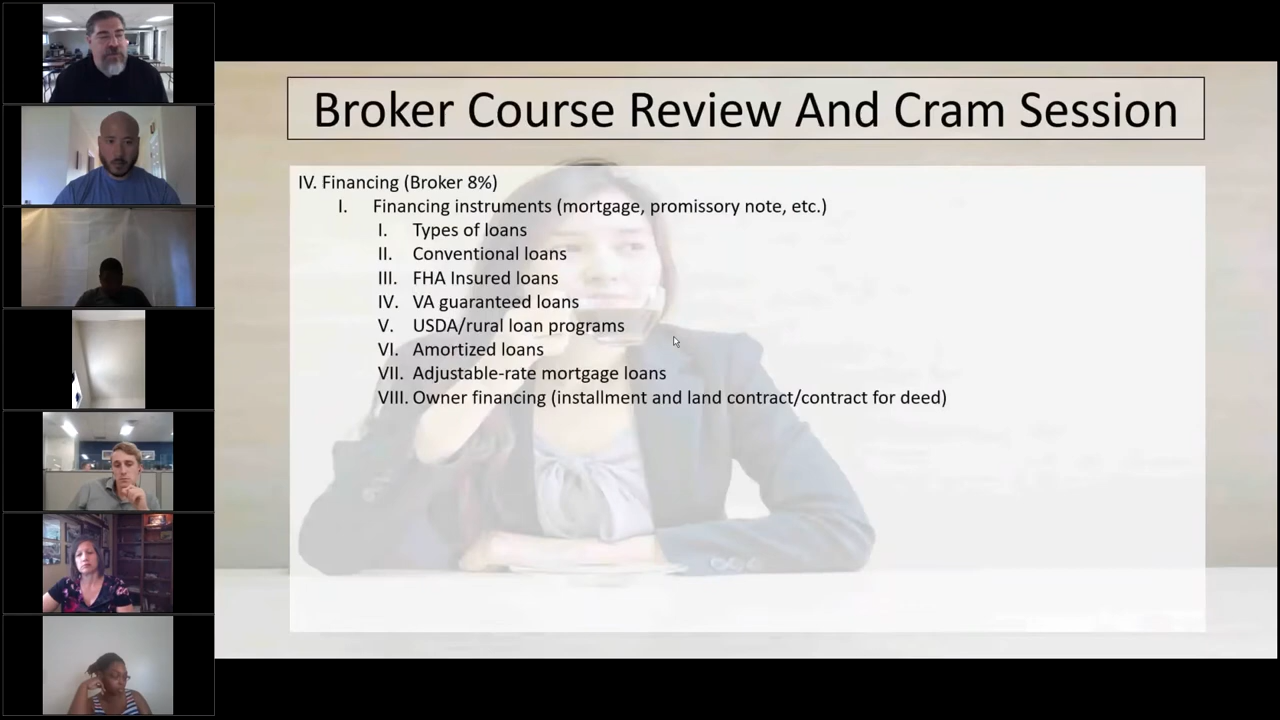 Broker Course Review And Cram Session
IV. Financing (Broker 8%)
I. Financing instruments (mortgage, promissory note, etc.)
I. Types of loans
II. Conventional loans
III. FHA Insured loans
IV. VA guaranteed loans
V. USDA/rural loan programs
VI. Amortized loans
VII. Adjustable-rate mortgage loans
VIII. Owner financing (installment and land contract/contract for deed)